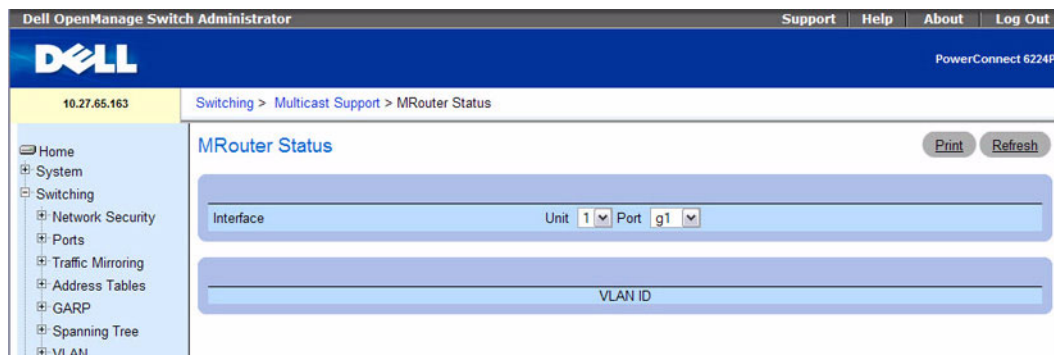 Dell OpenManage Switch Administrator Support Help About Log Out
DELL
PowerConnect 6224P
10.27.65.163 Switching > Multicast Support > MRouter Status
MRouter Status Print Refresh
Home
System
Switching
Network Security
Ports
Traffic Mirroring
Address Tables
GARP
Spanning Tree
VLAN
Interface Unit 1 Port g1
VLAN ID